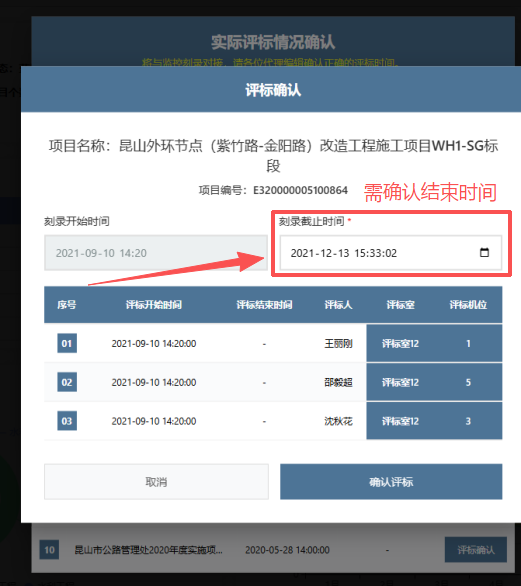 实际评标情况确认
将与监控刻录对接，请各位代理编辑确认正确的评标时间。
评标确认
项目名称：昆山外环节点（紫竹路-金阳路）改造工程施工项目WH1-SG标
段
项目编号：E320000005100864 需确认结束时间
刻录开始时间 刻录截止时间 *
2021-09-10 14:20 2021-12-13 15:33:02
序号 评标开始时间 评标结束时间 评标人 评标室 评标机位
01 2021-09-10 14:20:00 - 王丽刚 评标室12 1
02 2021-09-10 14:20:00 - 邵毅超 评标室12 5
03 2021-09-10 14:20:00 - 沈秋花 评标室12 3
取消 确认评标
10 昆山市公路管理处2020年度实施项... 2020-05-28 14:00:00 - 评标确认